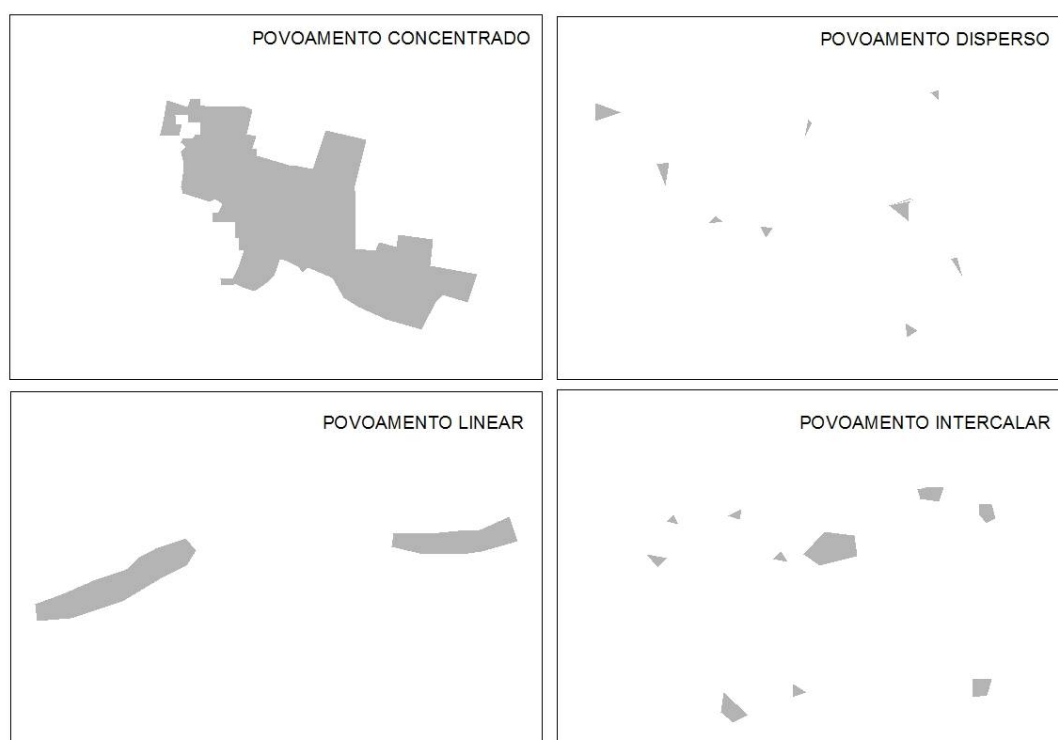 POVOAMENTO CONCENTRADO
POVOAMENTO DISPERSO
POVOAMENTO LINEAR
POVOAMENTO INTERCALAR